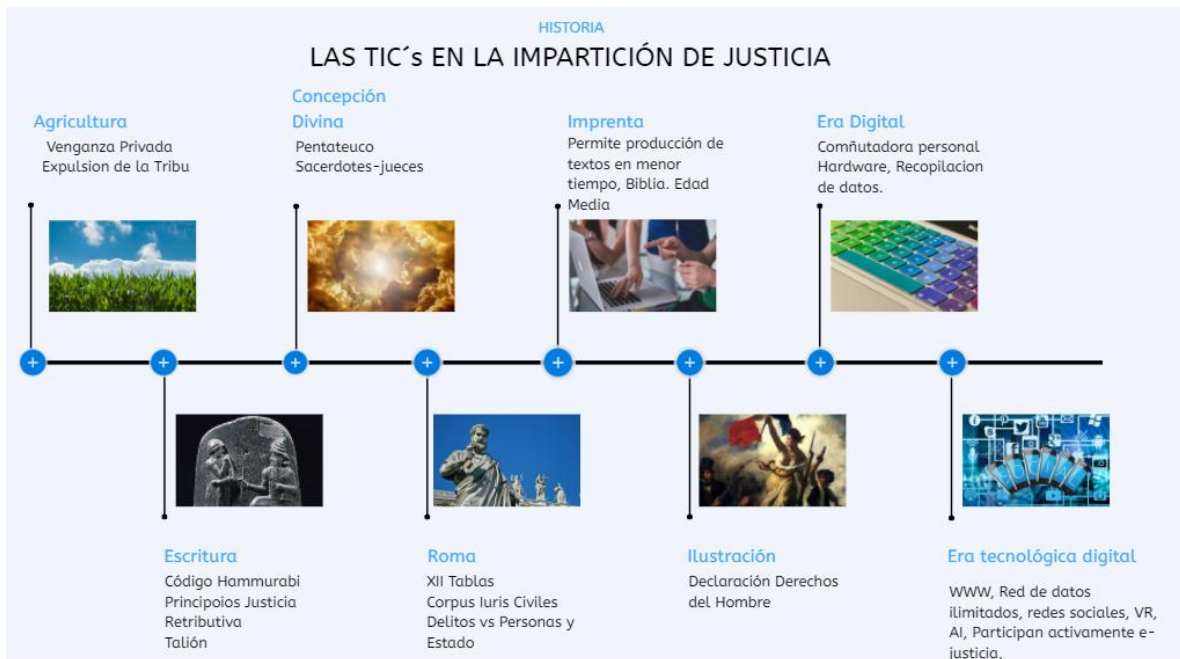 HISTORIA
LAS TIC´s EN LA IMPARTICIÓN DE JUSTICIA
Agricultura
Venganza Privada
Expulsion de la Tribu
Concepción
Divina
Pentateuco
Sacerdotes-jueces
Imprenta
Permite producción de
textos en menor
tiempo, Biblia. Edad
Media
Era Digital
Comñutadora personal
Hardware, Recopilacion
de datos.
Escritura
Código Hammurabi
Principoios Justicia
Retributiva
Talión
Roma
XII Tablas
Corpus Iuris Civiles
Delitos vs Personas y
Estado
Ilustración
Declaración Derechos
del Hombre
Era tecnológica digital
WWW, Red de datos
ilimitados, redes sociales, VR,
AI, Participan activamente e-
justicia.